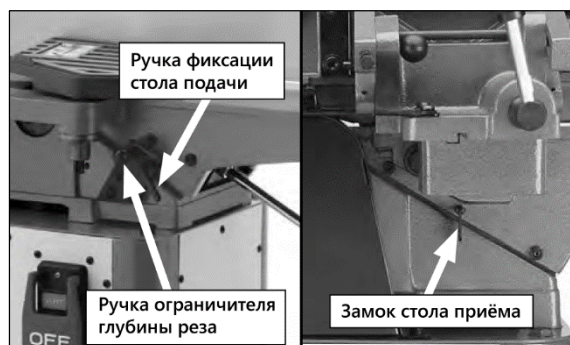 Ручка фиксации
стола подачи
Ручка ограничителя
глубины реза
OFF
Замок стола приёма